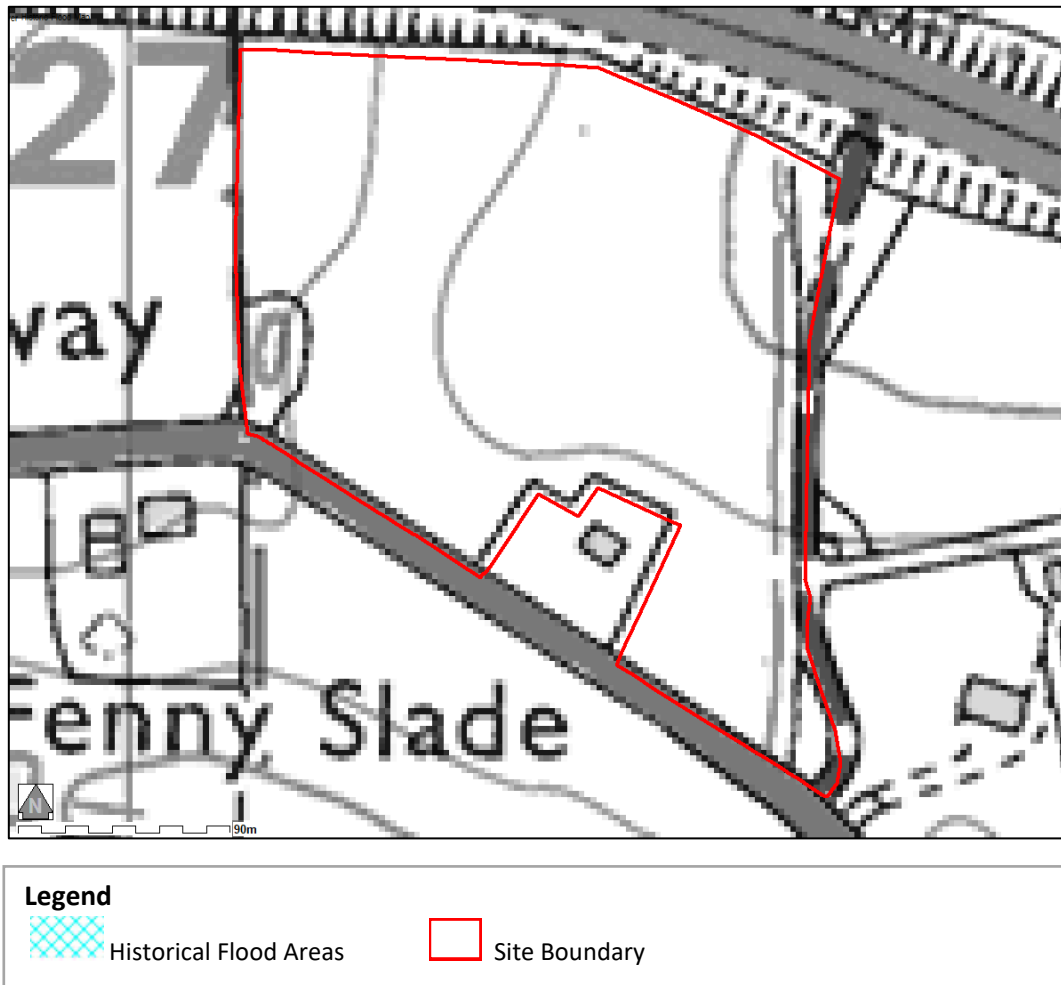 27
way
Fenny Slade
N
90m
Legend
Historical Flood Areas
Site Boundary